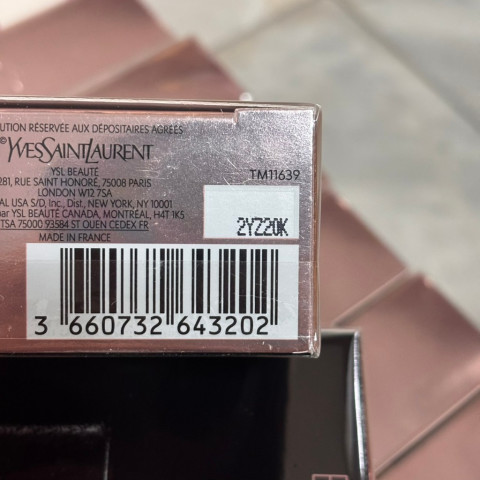 UTION RÉSERVÉE AUX DÉPOSITAIRES AGRÉÉS
©YVESSAINTLAURENT
YSL BEAUTÉ
281, RUE SAINT HONORÉ, 75008 PARIS
LONDON W12 7SA
AL USA S/D, Inc., Dist., NEW YORK, NY 10001
par YSL BEAUTÉ CANADA, MONTRÉAL, H4T 1K5
TSA 75000 93584 ST OUEN CEDEX FR
MADE IN FRANCE
TM11639
2YZ20K
3 660732 643202